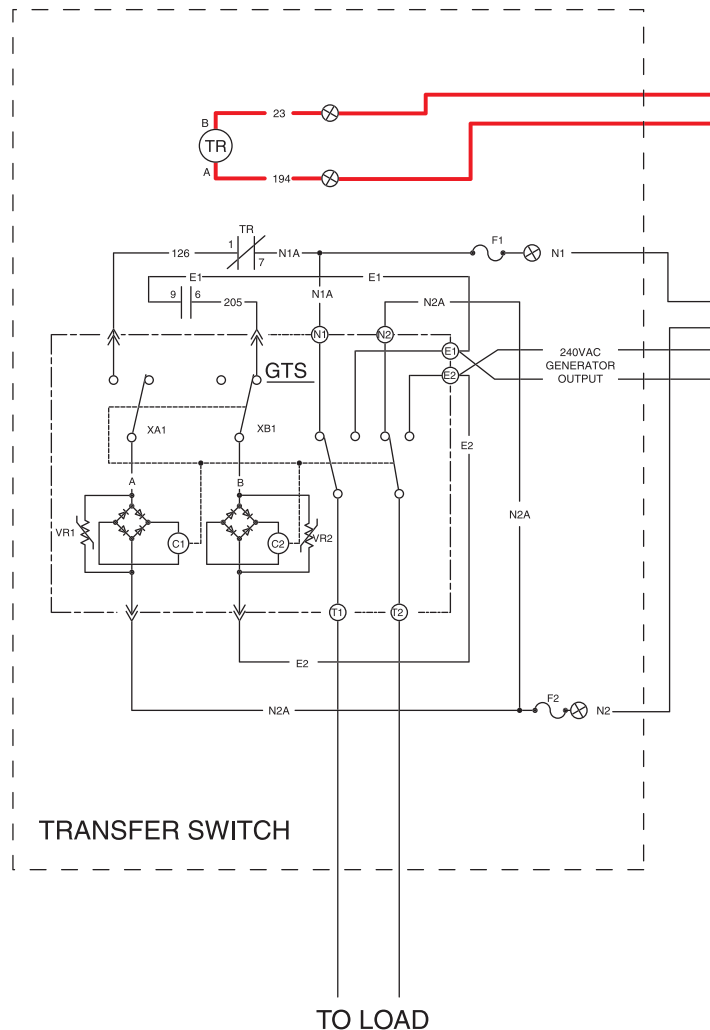 B
23
TR
A
194
TR
1
126
N1A
7
F1
N1
E1
E1
9
6
205
N1A
N2A
N1
N2
E1
240VAC
GENERATOR
OUTPUT
E2
GTS
XA1
XB1
E2
A
B
N2A
VR1
C1
C2
VR2
T1
T2
E2
F2
N2A
N2
TRANSFER SWITCH
TO LOAD